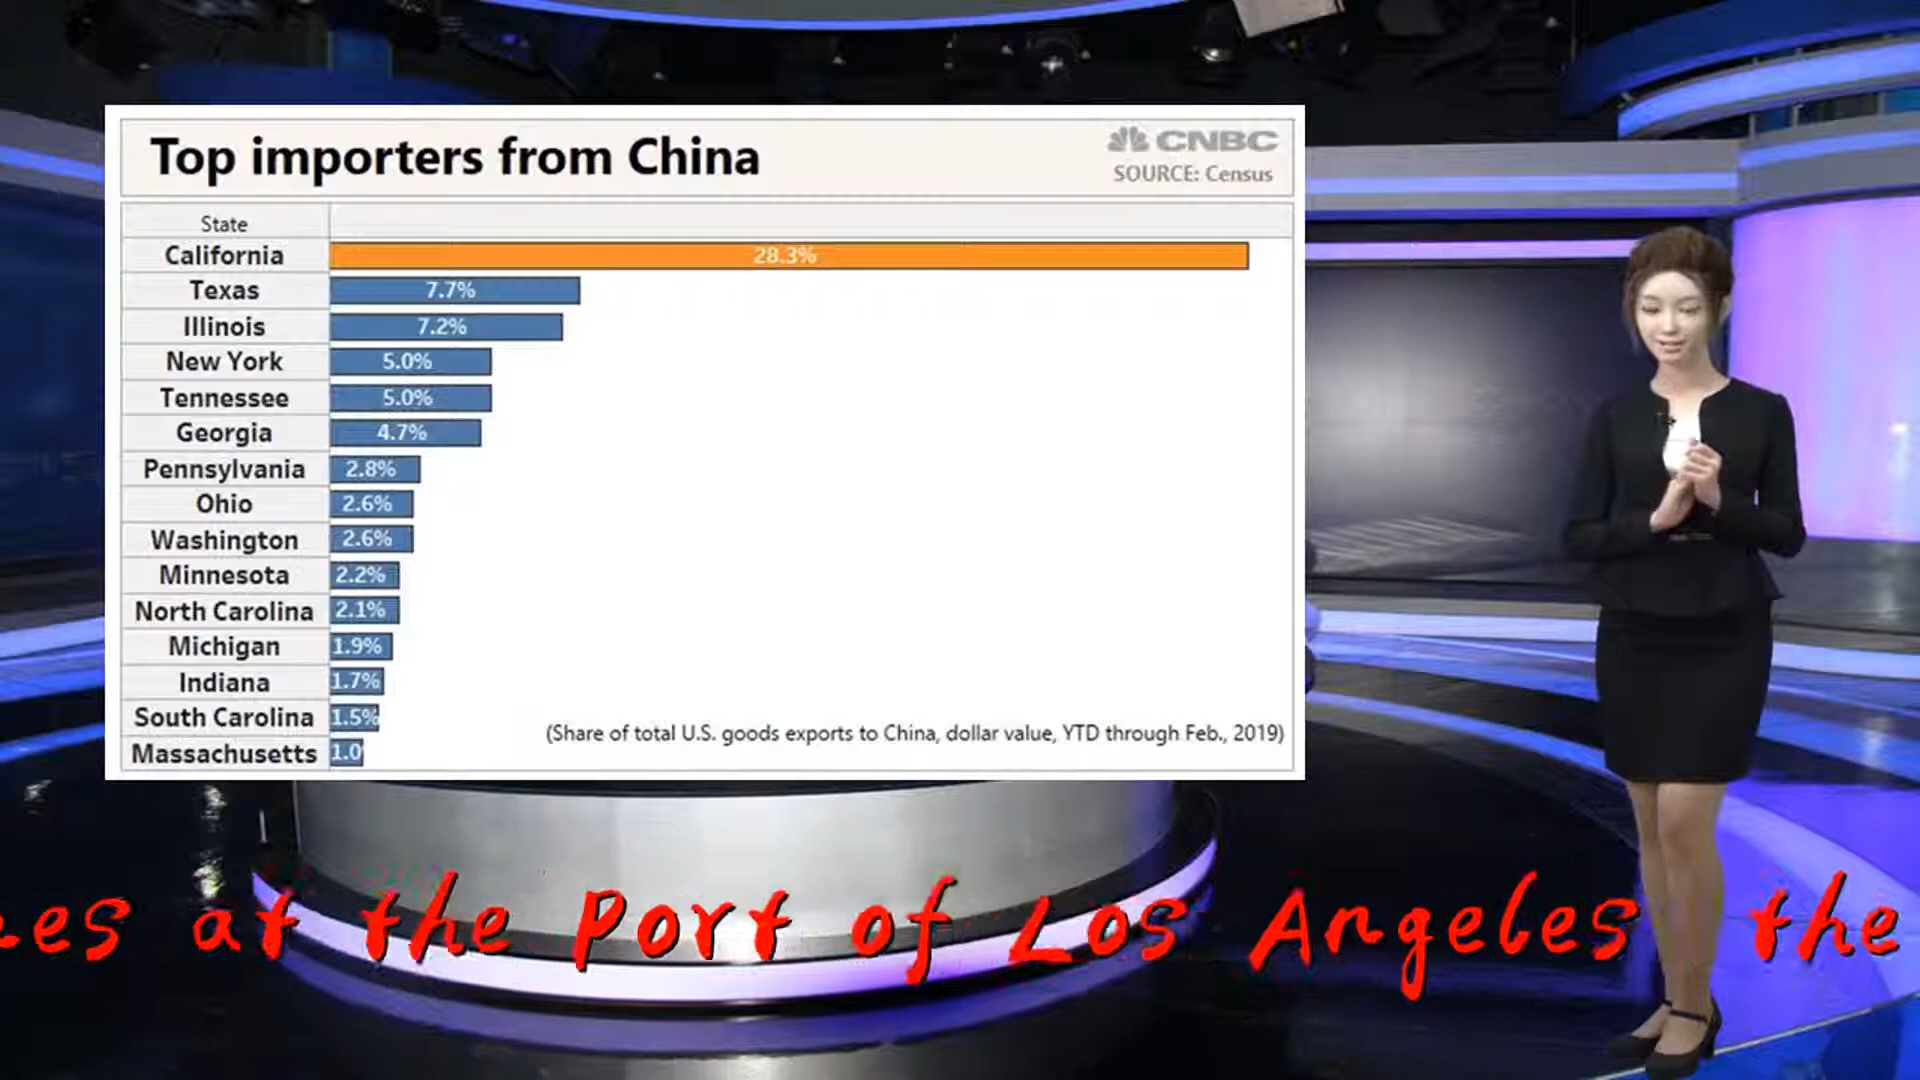 Top importers from China
CNBC
SOURCE: Census
State
California 28.3%
Texas 7.7%
Illinois 7.2%
New York 5.0%
Tennessee 5.0%
Georgia 4.7%
Pennsylvania 2.8%
Ohio 2.6%
Washington 2.6%
Minnesota 2.2%
North Carolina 2.1%
Michigan 1.9%
Indiana 1.7%
South Carolina 1.5%
Massachusetts 1.0
(Share of total U.S. goods exports to China, dollar value, YTD through Feb., 2019)
at the Port of Los Angeles the